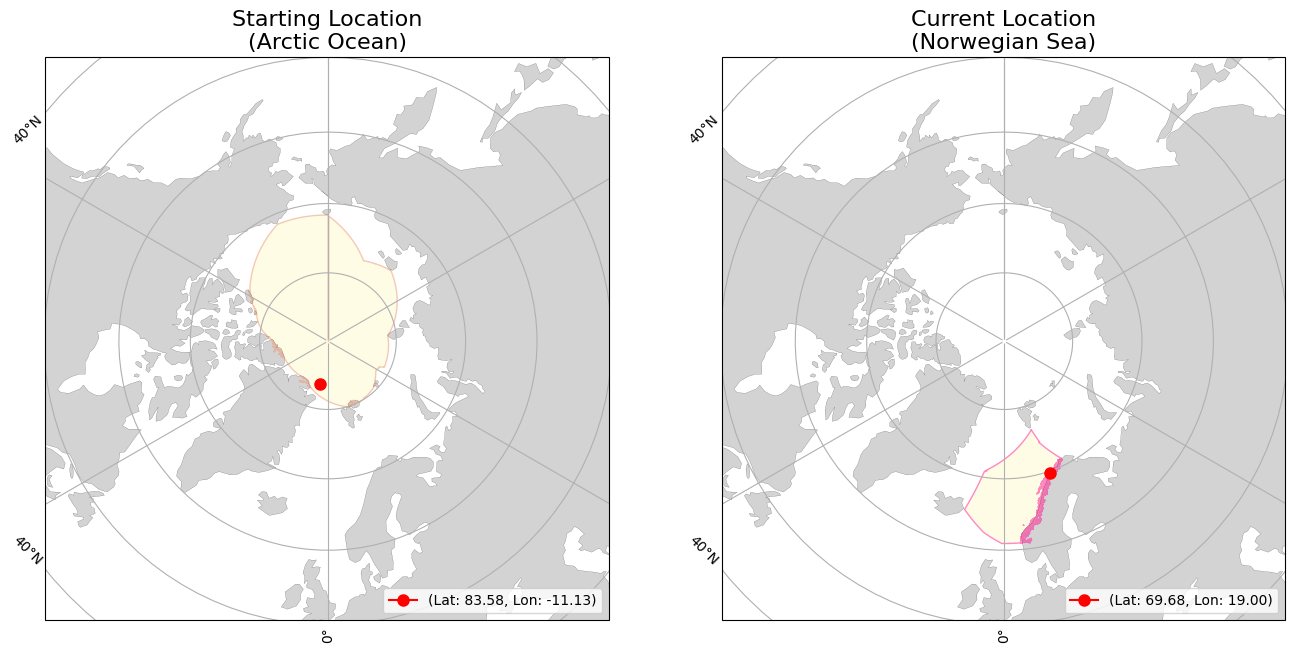 Starting Location
(Arctic Ocean)
40°N
40°N
0°
(Lat: 83.58, Lon: -11.13)
Current Location
(Norwegian Sea)
40°N
40°N
0°
(Lat: 69.68, Lon: 19.00)